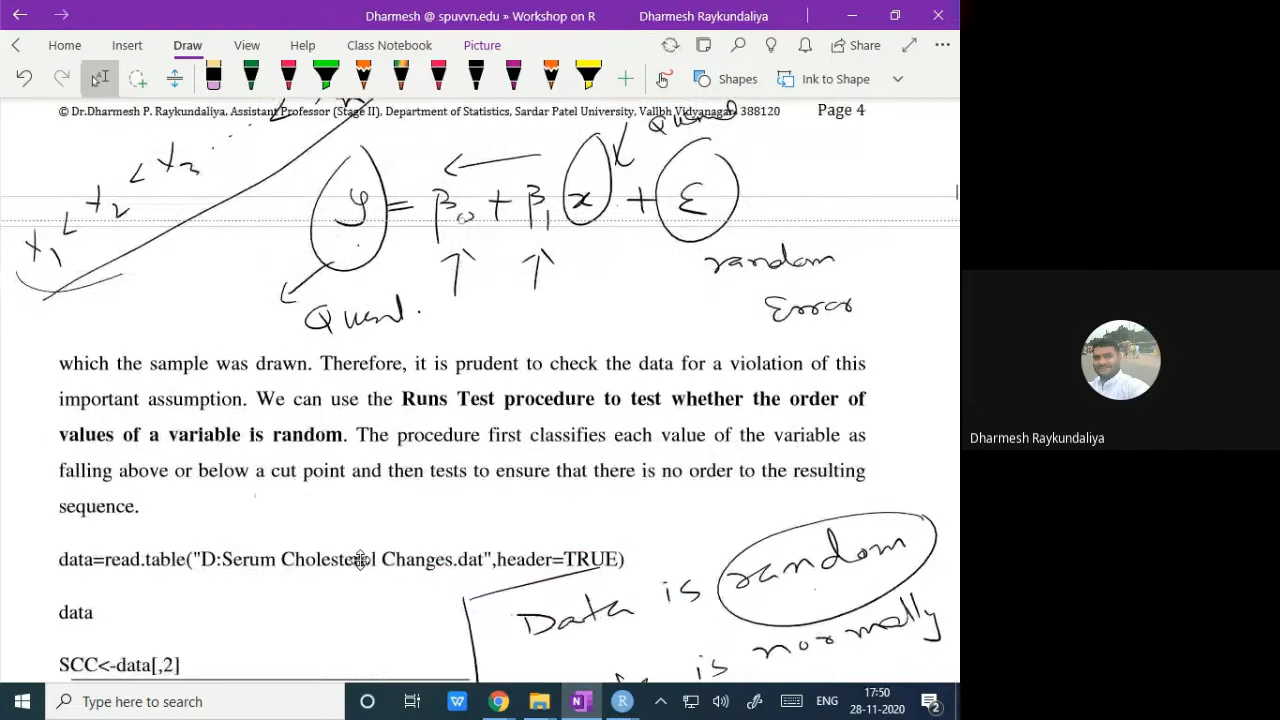 Dharmesh @ spuvvn.edu » Workshop on R
Dharmesh Raykundaliya
Home Insert Draw View Help Class Notebook Picture Share
Shapes Ink to Shape
© Dr.Dharmesh P. Raykundaliya, Assistant Professor (Stage II), Department of Statistics, Sardar Patel University, Vallbh Vidyanagar 388120 Page 4
y = β0 + β1 x + ε
random
Error
which the sample was drawn. Therefore, it is prudent to check the data for a violation of this
important assumption. We can use the Runs Test procedure to test whether the order of
values of a variable is random. The procedure first classifies each value of the variable as
falling above or below a cut point and then tests to ensure that there is no order to the resulting
sequence.
data=read.table("D:Serum Cholesterol Changes.dat",header=TRUE)
Data is random
data
is normally
SCC<-data[,2]
Dharmesh Raykundaliya
Type here to search
ENG
17:50
28-11-2020
2